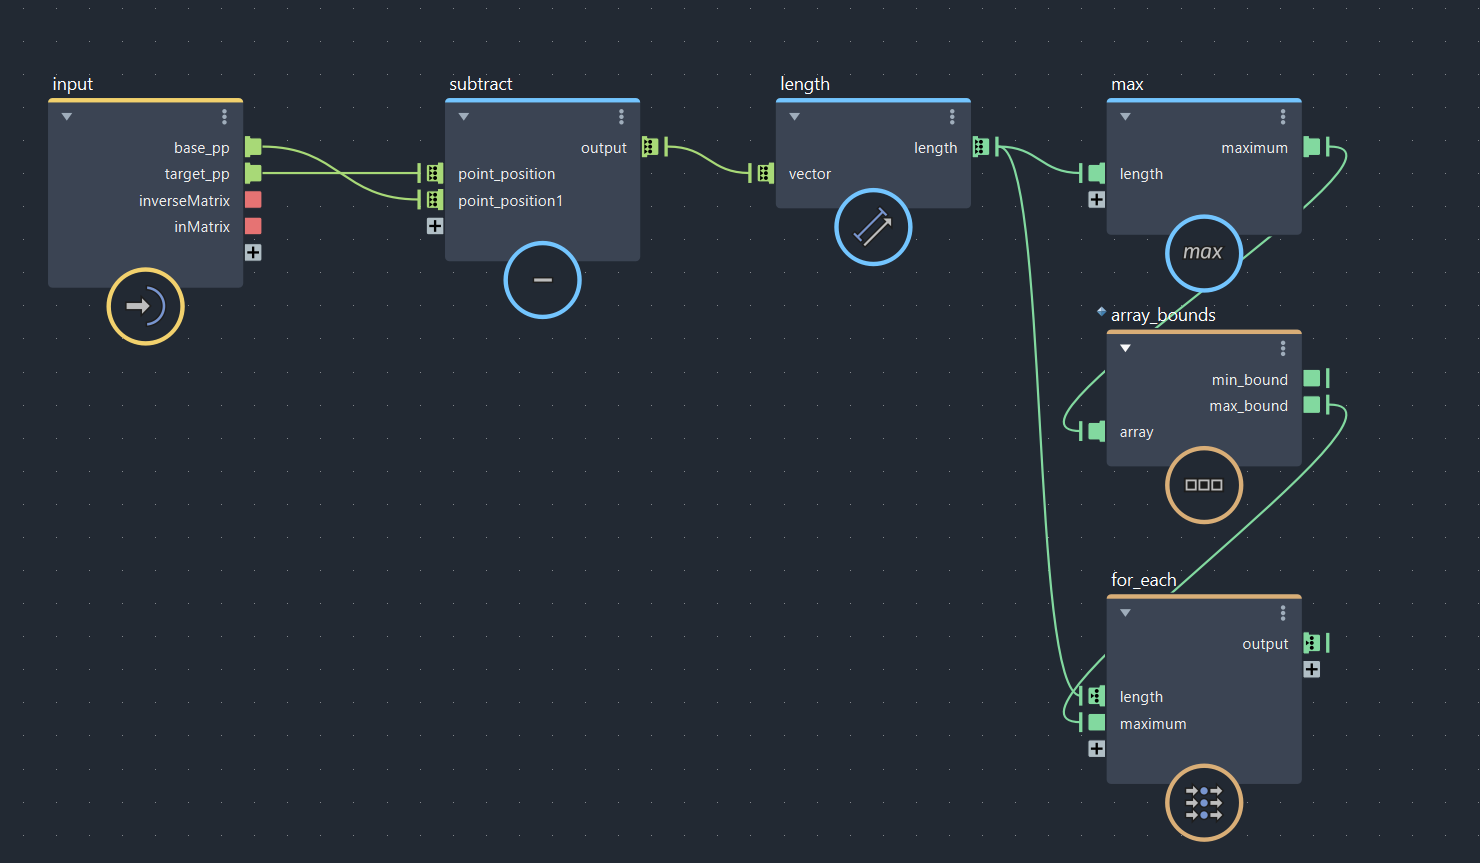 input
base_pp
target_pp
inverseMatrix
inMatrix
subtract
output
point_position
point_position1
length
length
vector
max
maximum
length
max
array_bounds
min_bound
max_bound
array
for_each
output
length
maximum